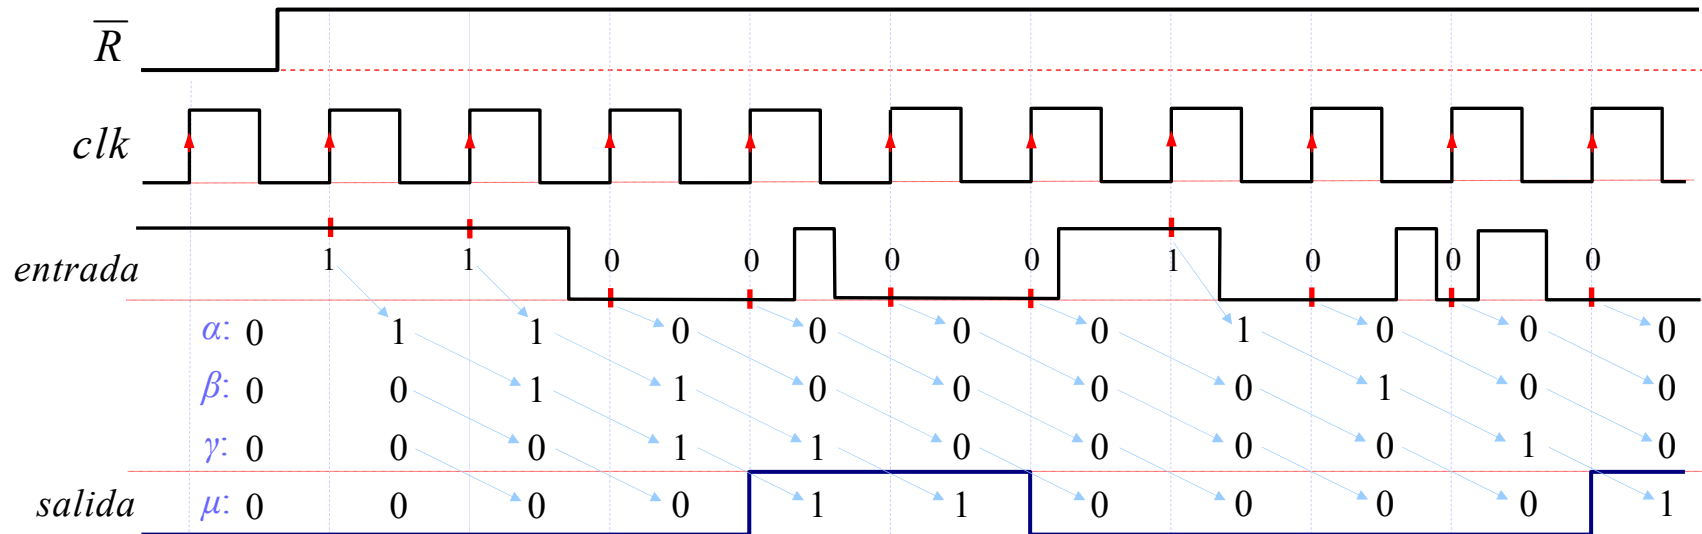 R
clk
entrada 1 1 0 0 0 0 1 0 0 0
α: 0 1 1 0 0 0 0 1 0 0 0
β: 0 0 1 1 0 0 0 0 1 0 0
γ: 0 0 0 1 1 0 0 0 0 1 0
salida μ: 0 0 0 0 1 1 0 0 0 0 1